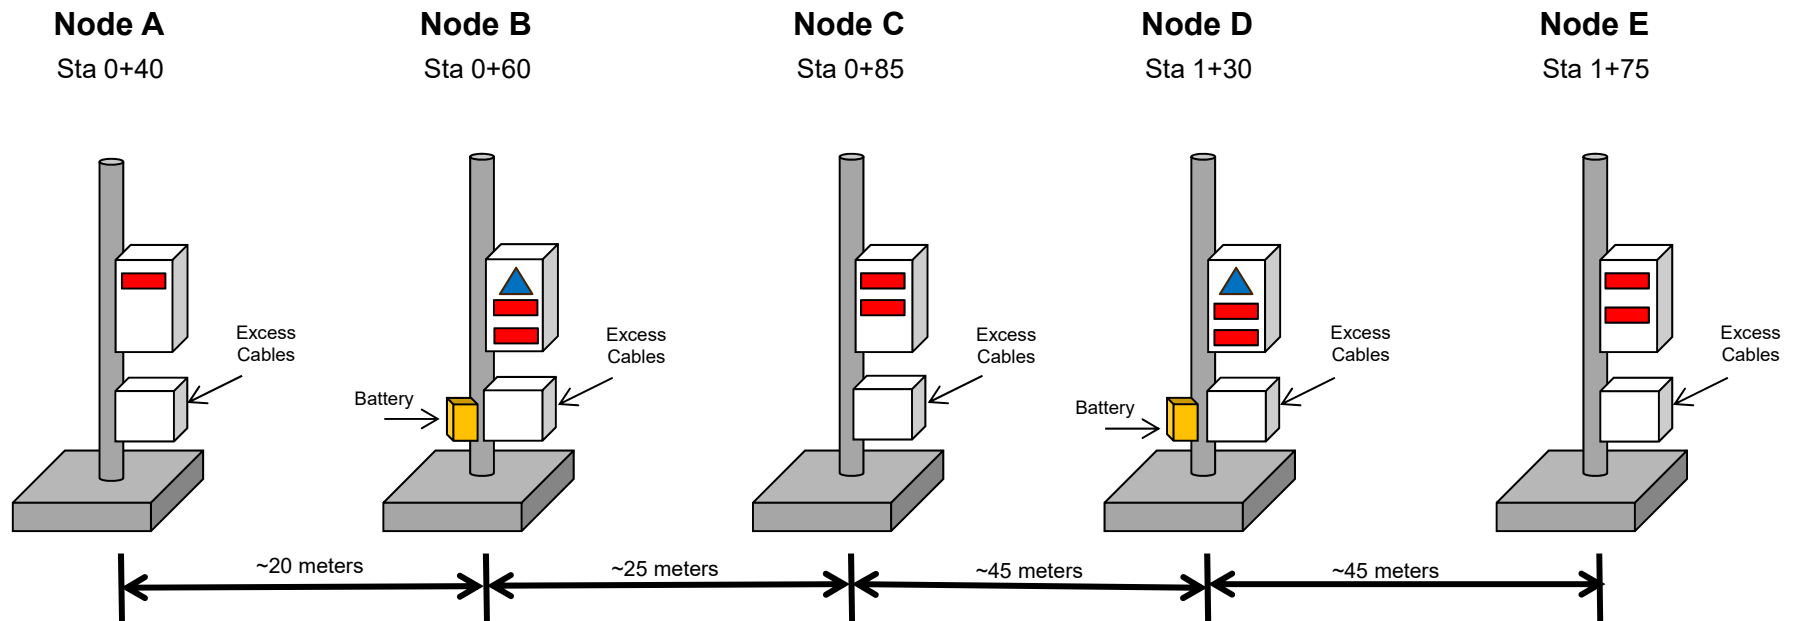 Node A
Node B
Node C
Node D
Node E
Sta 0+40
Sta 0+60
Sta 0+85
Sta 1+30
Sta 1+75
Excess
Cables
Excess
Cables
Excess
Cables
Excess
Cables
Excess
Cables
Battery
Battery
~20 meters
~25 meters
~45 meters
~45 meters